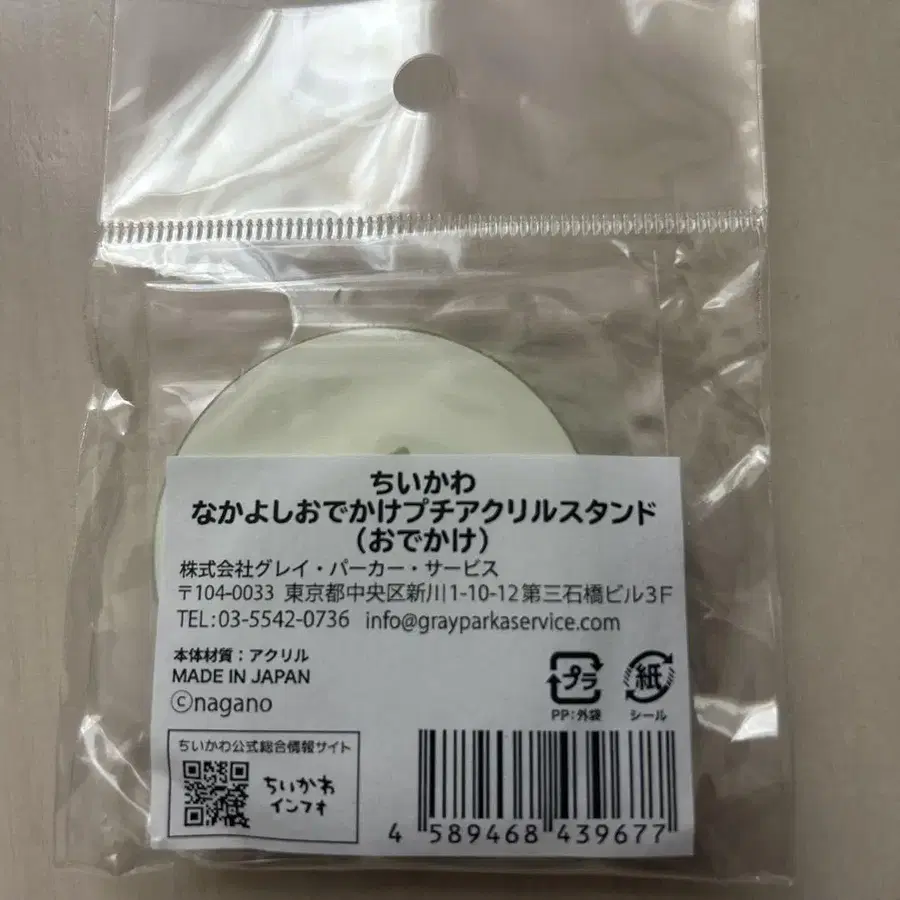 ちいかわ
なかよしおでかけプチアクリルスタンド
（おでかけ）
株式会社グレイ・パーカー・サービス
〒104-0033 東京都中央区新川1-10-12第三石橋ビル3F
TEL:03-5542-0736 info@grayparkaservice.com
本体材質：アクリル
MADE IN JAPAN
©nagano
プラ
PP:外袋
紙
シール
ちいかわ公式総合情報サイト
ちいかわ
インフォ
4 589468 439677